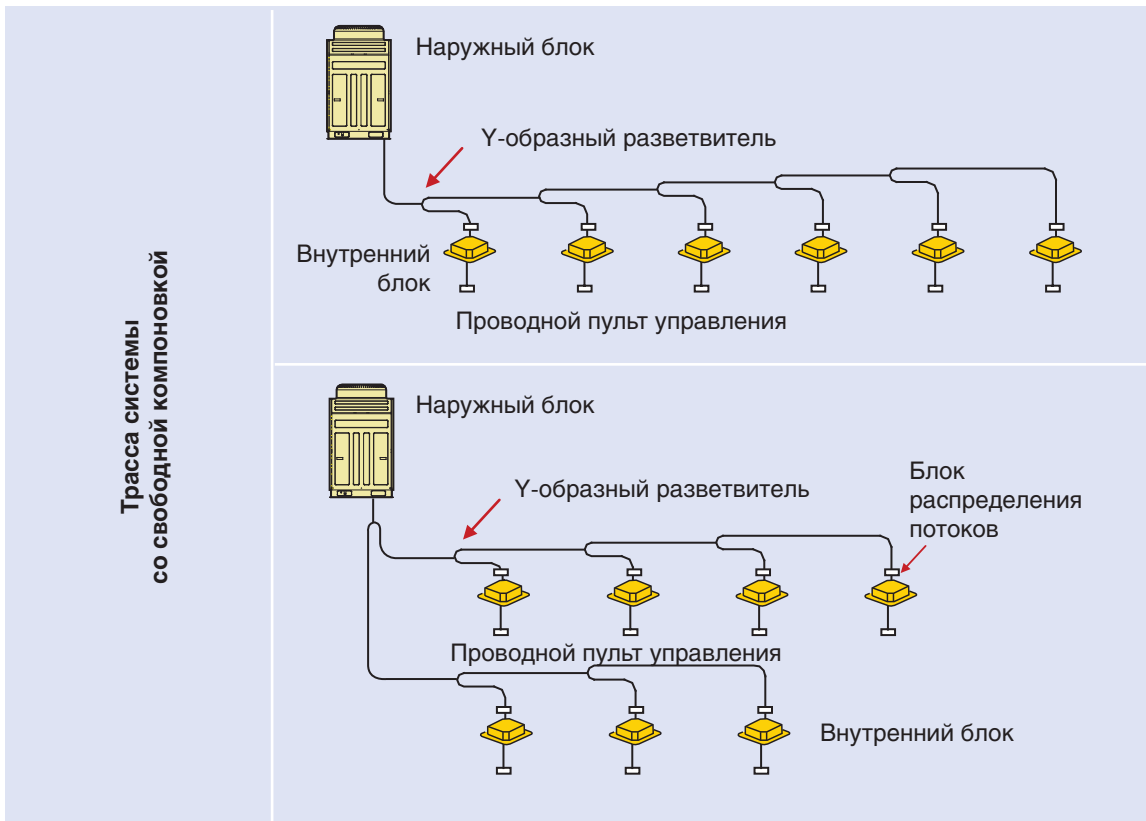 Трасса системы
со свободной компоновкой
Наружный блок
Y-образный разветвитель
Внутренний
блок
Проводной пульт управления
Наружный блок
Y-образный разветвитель
Блок
распределения
потоков
Проводной пульт управления
Внутренний блок